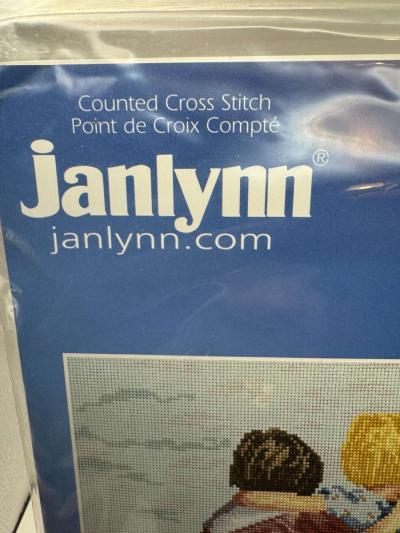 Counted Cross Stitch
Point de Croix Compté
janlynn®
janlynn.com